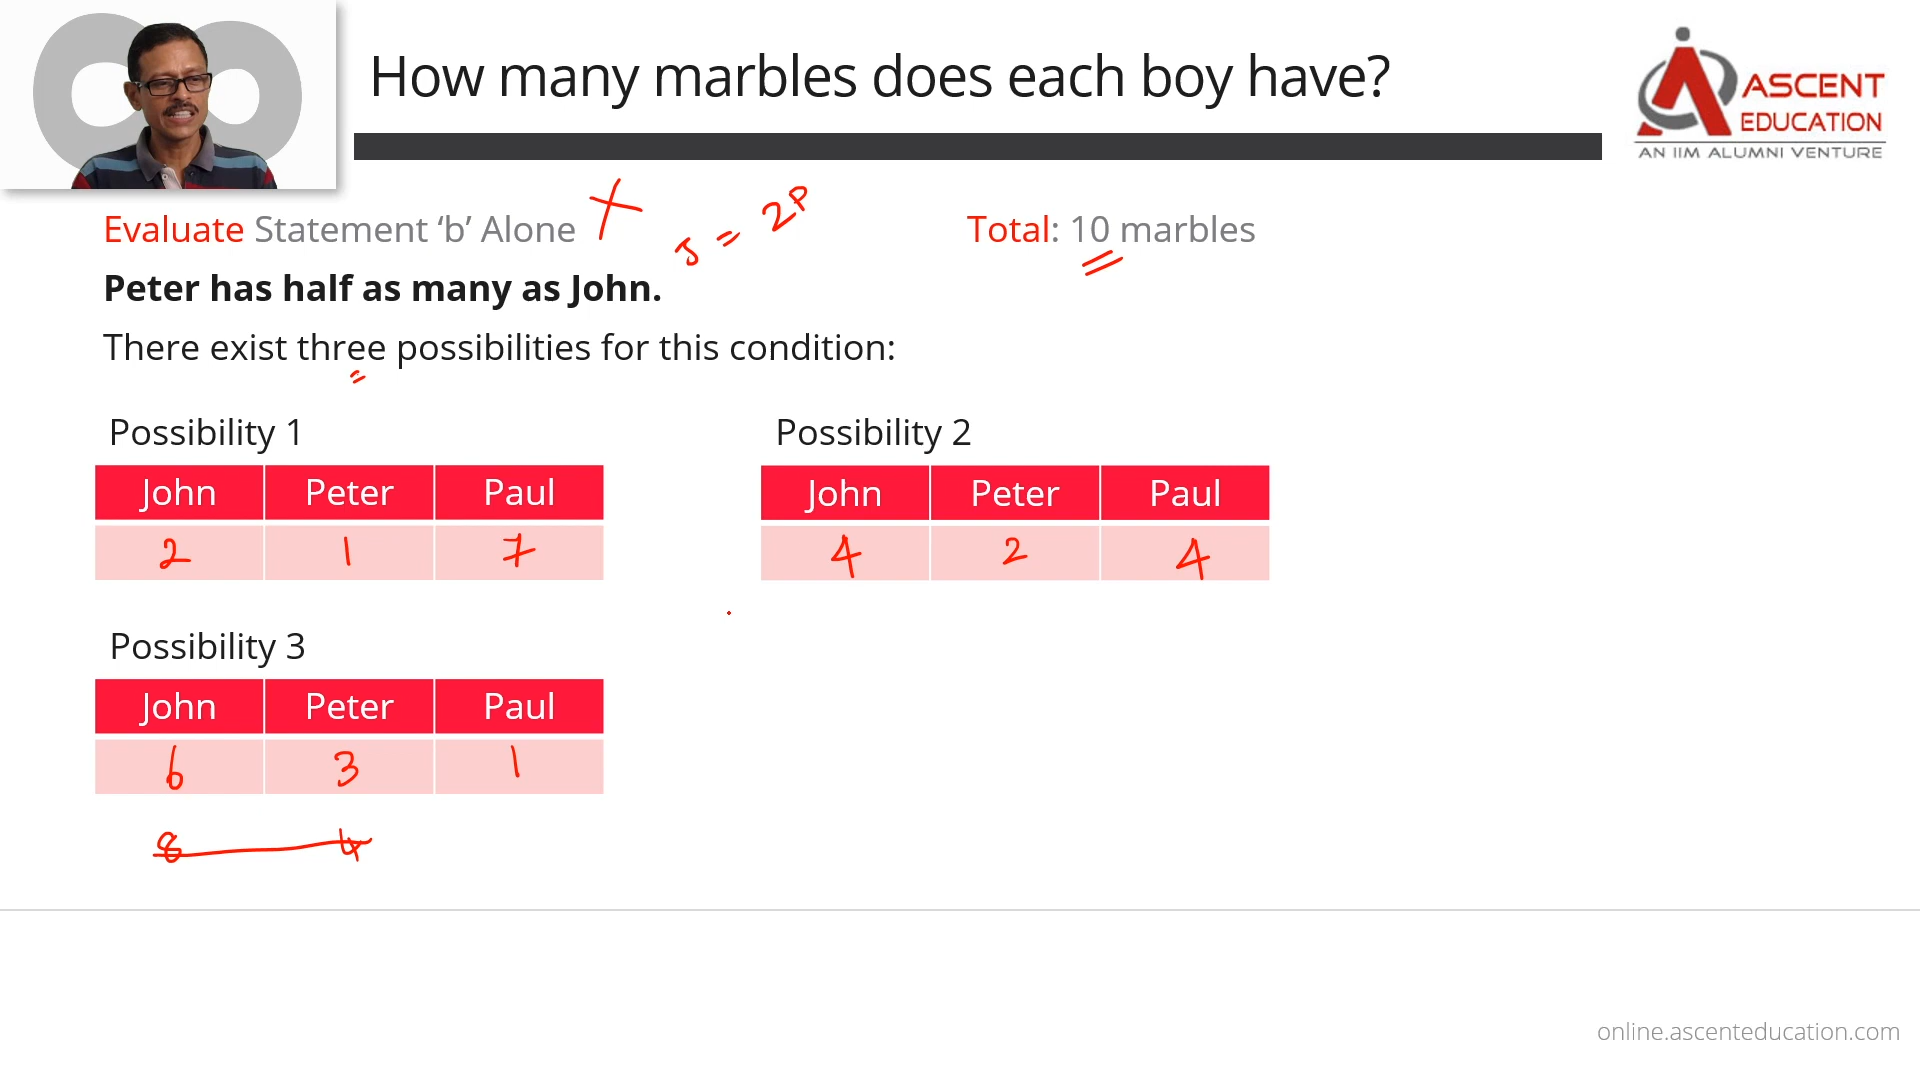 How many marbles does each boy have?
ASCENT
EDUCATION
AN IIM ALUMNI VENTURE
Evaluate Statement ‘b’ Alone X J = 2P
Total: 10 marbles
Peter has half as many as John.
There exist three possibilities for this condition:
Possibility 1
John Peter Paul
2 1 7
Possibility 2
John Peter Paul
4 2 4
Possibility 3
John Peter Paul
6 3 1
8 4
online.ascenteducation.com